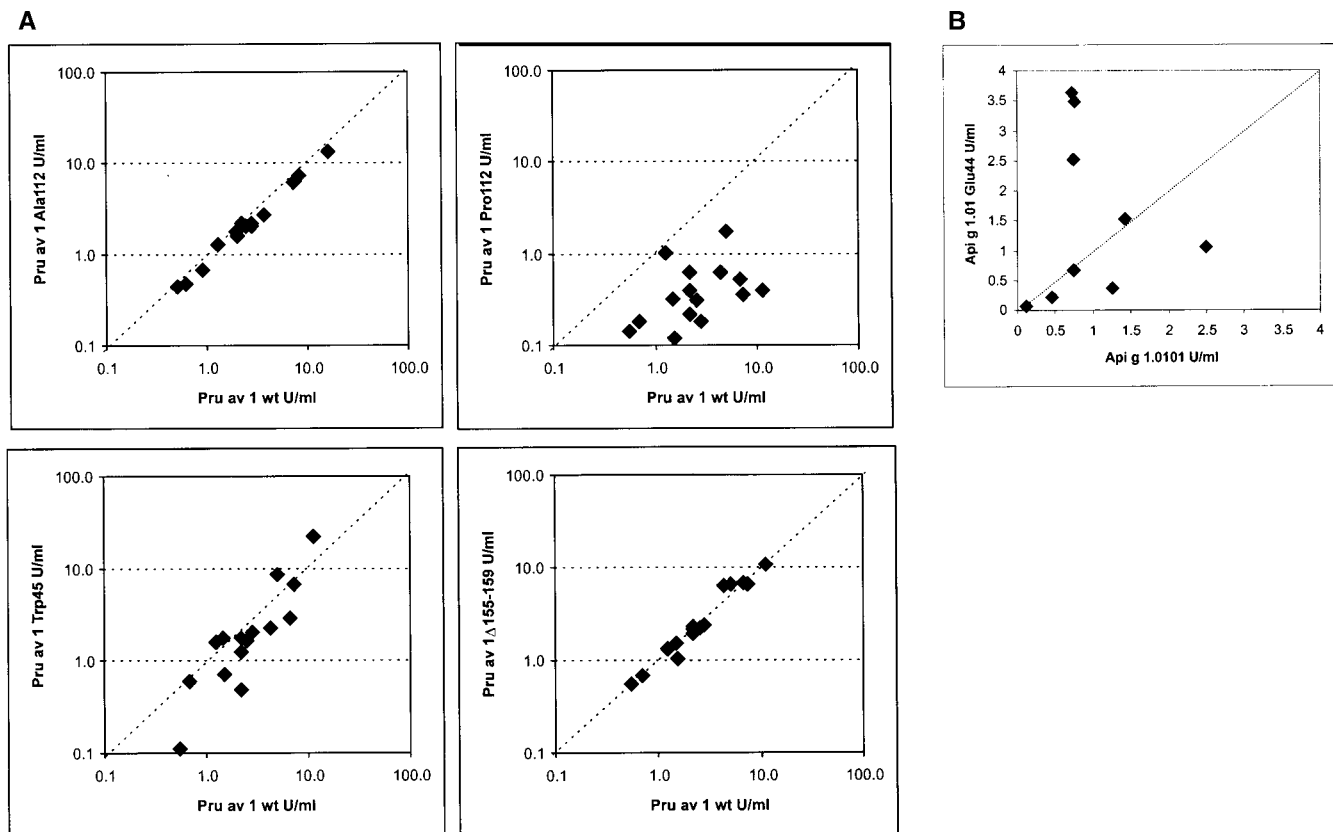 A
B
Pru av 1 Ala112 U/ml
100.0
10.0
1.0
0.1
0.1 1.0 10.0 100.0
Pru av 1 wt U/ml
Pru av 1 Pro112 U/ml
100.0
10.0
1.0
0.1
0.1 1.0 10.0 100.0
Pru av 1 wt U/ml
Api g 1.01 Glu44 U/ml
4
3.5
3
2.5
2
1.5
1
0.5
0
0 0.5 1 1.5 2 2.5 3 3.5 4
Api g 1.0101 U/ml
Pru av 1 Trp45 U/ml
100.0
10.0
1.0
0.1
0.1 1.0 10.0 100.0
Pru av 1 wt U/ml
Pru av 1Δ155-159 U/ml
100.0
10.0
1.0
0.1
0.1 1.0 10.0 100.0
Pru av 1 wt U/ml